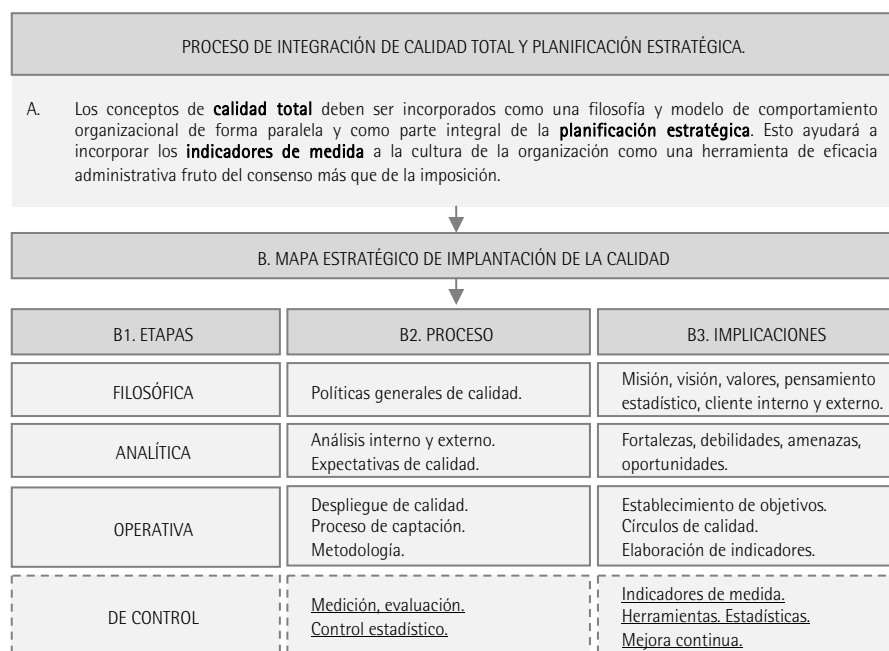 PROCESO DE INTEGRACIÓN DE CALIDAD TOTAL Y PLANIFICACIÓN ESTRATÉGICA.
A. Los conceptos de calidad total deben ser incorporados como una filosofía y modelo de comportamiento
organizacional de forma paralela y como parte integral de la planificación estratégica. Esto ayudará a
incorporar los indicadores de medida a la cultura de la organización como una herramienta de eficacia
administrativa fruto del consenso más que de la imposición.
B. MAPA ESTRATÉGICO DE IMPLANTACIÓN DE LA CALIDAD
B1. ETAPAS
B2. PROCESO
B3. IMPLICACIONES
FILOSÓFICA
Políticas generales de calidad.
Misión, visión, valores, pensamiento
estadístico, cliente interno y externo.
ANALÍTICA
Análisis interno y externo.
Expectativas de calidad.
Fortalezas, debilidades, amenazas,
oportunidades.
OPERATIVA
Despliegue de calidad.
Proceso de captación.
Metodología.
Establecimiento de objetivos.
Círculos de calidad.
Elaboración de indicadores.
DE CONTROL
Medición, evaluación.
Control estadístico.
Indicadores de medida.
Herramientas. Estadísticas.
Mejora continua.